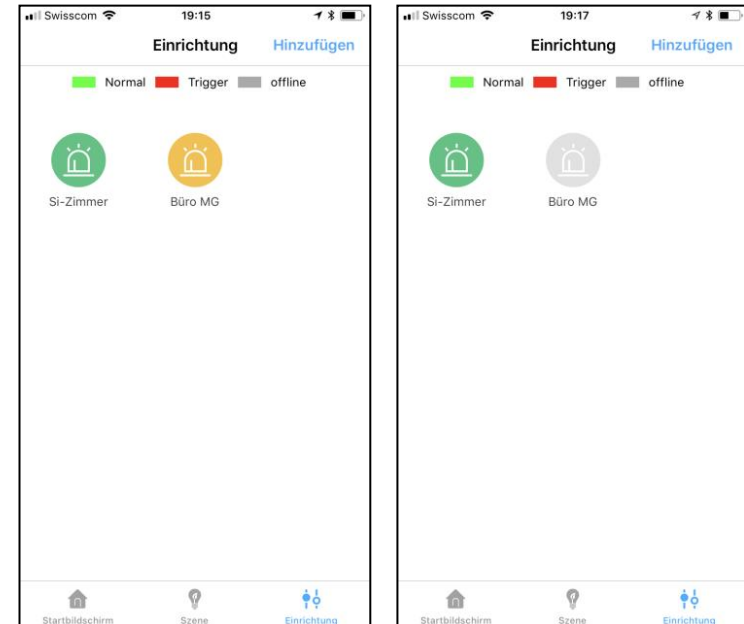 Swisscom 19:15
Einrichtung Hinzufügen
Normal Trigger offline
Si-Zimmer Büro MG
Startbildschirm Szene Einrichtung
Swisscom 19:17
Einrichtung Hinzufügen
Normal Trigger offline
Si-Zimmer Büro MG
Startbildschirm Szene Einrichtung